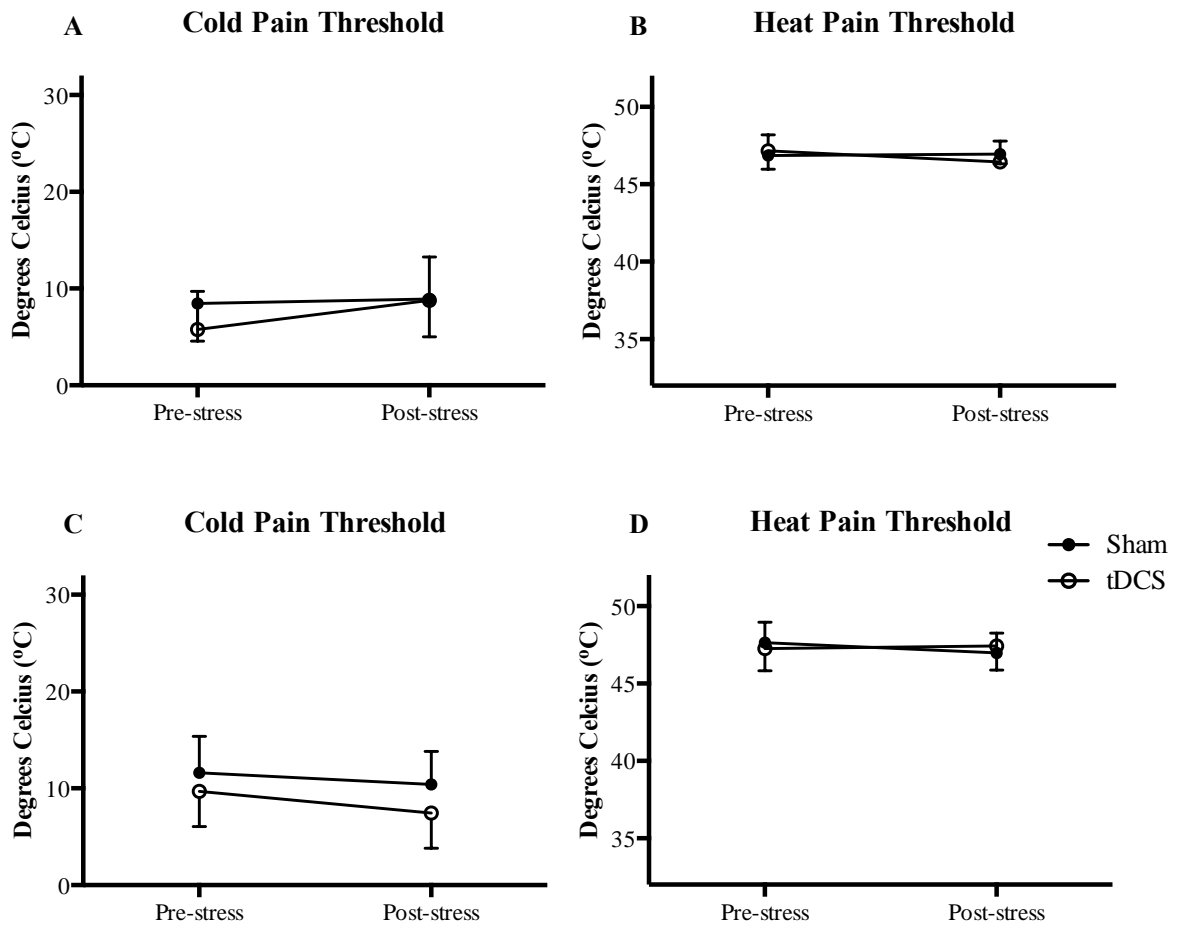 A
Cold Pain Threshold
Degrees Celcius (ºC)
30
20
10
0
Pre-stress
Post-stress
B
Heat Pain Threshold
Degrees Celcius (ºC)
50
45
40
35
Pre-stress
Post-stress
C
Cold Pain Threshold
Degrees Celcius (ºC)
30
20
10
0
Pre-stress
Post-stress
D
Heat Pain Threshold
Sham
tDCS
Degrees Celcius (ºC)
50
45
40
35
Pre-stress
Post-stress